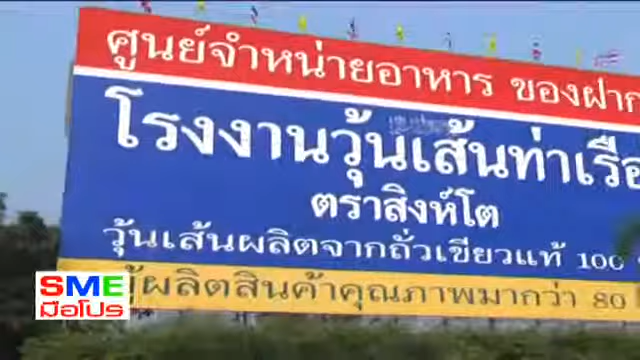 ศูนย์จำหน่ายอาหาร ของฝาก
โรงงานวุ้นเส้นท่าเรือ
ตราสิงห์โต
วุ้นเส้นผลิตจากถั่วเขียวแท้ 100
ผู้ผลิตสินค้าคุณภาพมากว่า 80
SME
มือโปร